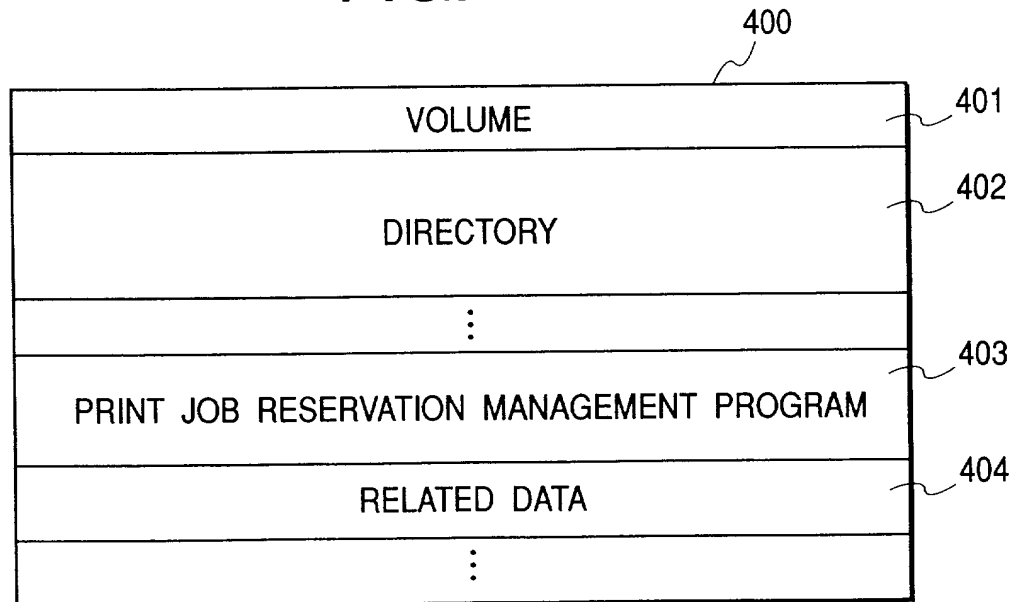 400
VOLUME 401
DIRECTORY 402
⋮
PRINT JOB RESERVATION MANAGEMENT PROGRAM 403
RELATED DATA 404
⋮